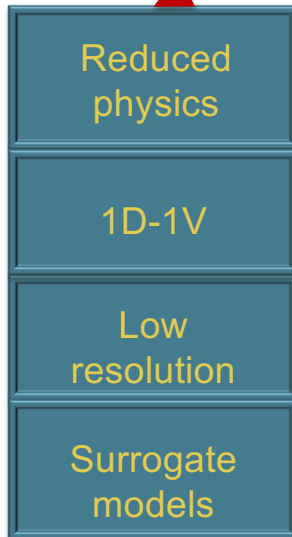 Reduced
physics
1D-1V
Low
resolution
Surrogate
models